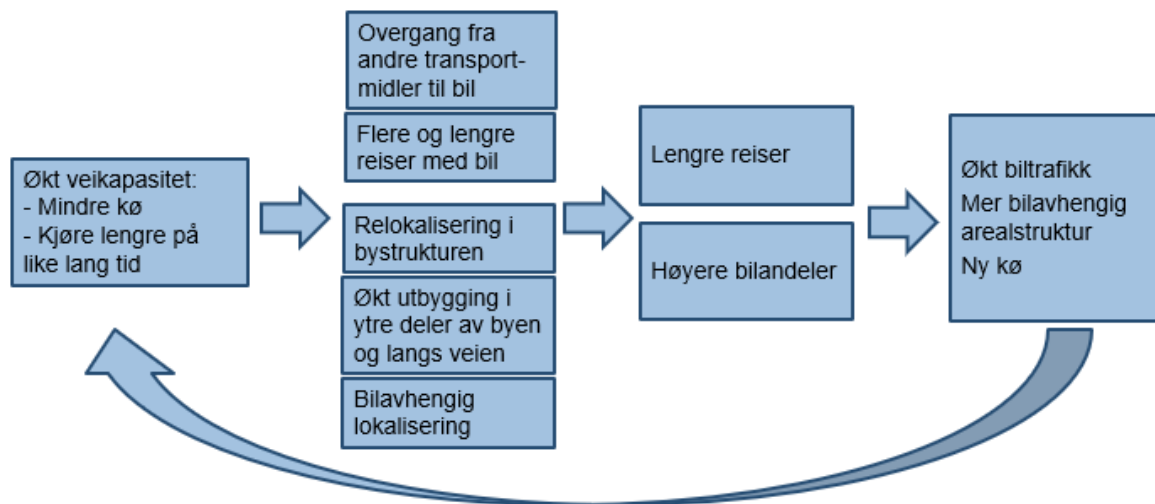 Økt veikapasitet:
- Mindre kø
- Kjøre lengre på
like lang tid
Overgang fra
andre transport-
midler til bil
Flere og lengre
reiser med bil
Relokalisering i
bystrukturen
Økt utbygging i
ytre deler av byen
og langs veien
Bilavhengig
lokalisering
Lengre reiser
Høyere bilandeler
Økt biltrafikk
Mer bilavhengig
arealstruktur
Ny kø